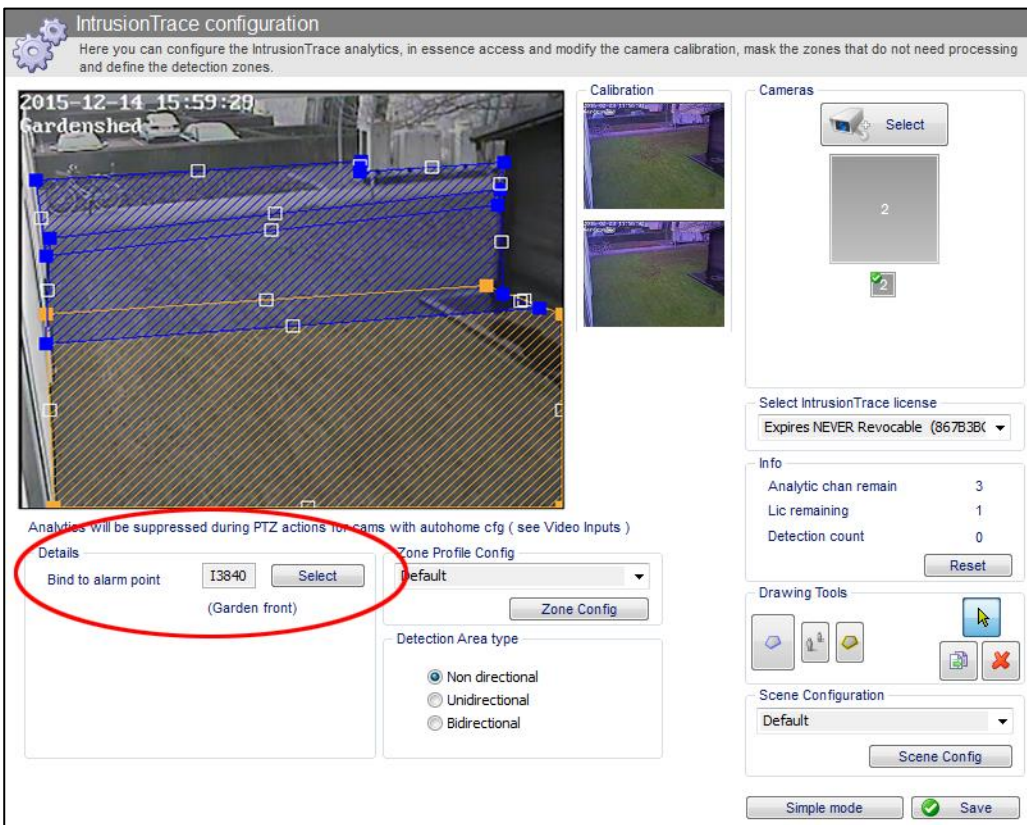 IntrusionTrace configuration
Here you can configure the IntrusionTrace analytics, in essence access and modify the camera calibration, mask the zones that do not need processing
and define the detection zones.
2015-12-14 15:59:29
Gardenshed
Calibration
Cameras
Select
2
2
Select IntrusionTrace license
Expires NEVER Revocable (867B3B(
Info
Analytic chan remain 3
Lic remaining 1
Detection count 0
Reset
Analytics will be suppressed during PTZ actions for cams with autohome cfg ( see Video Inputs )
Details
Bind to alarm point I3840 Select
(Garden front)
Zone Profile Config
Default
Zone Config
Detection Area type
Non directional
Unidirectional
Bidirectional
Drawing Tools
Scene Configuration
Default
Scene Config
Simple mode
Save